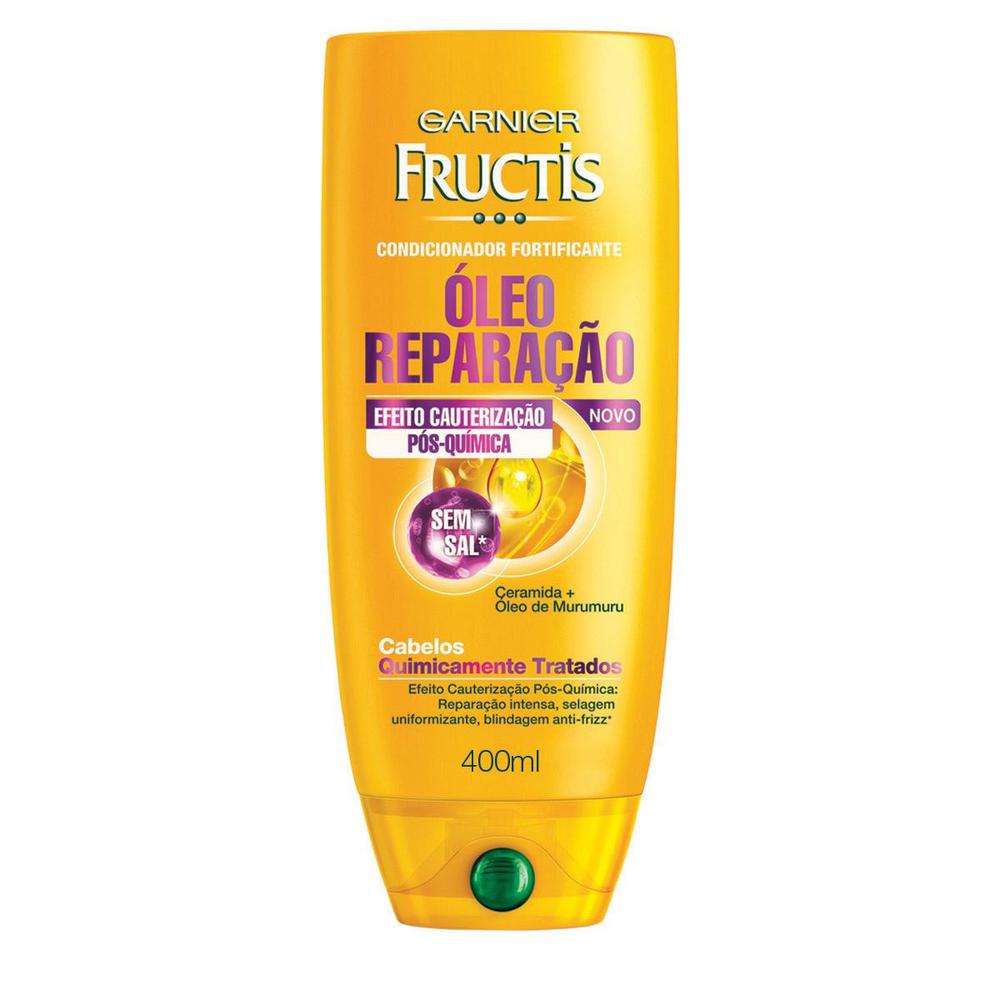 GARNIER
FRUCTIS
CONDICIONADOR FORTIFICANTE
ÓLEO
REPARAÇÃO
EFEITO CAUTERIZAÇÃO
NOVO
PÓS-QUÍMICA
SEM
SAL*
Ceramida +
Óleo de Murumuru
Cabelos
Quimicamente Tratados
Efeito Cauterização Pós-Química:
Reparação intensa, selagem
uniformizante, blindagem anti-frizz*
400ml